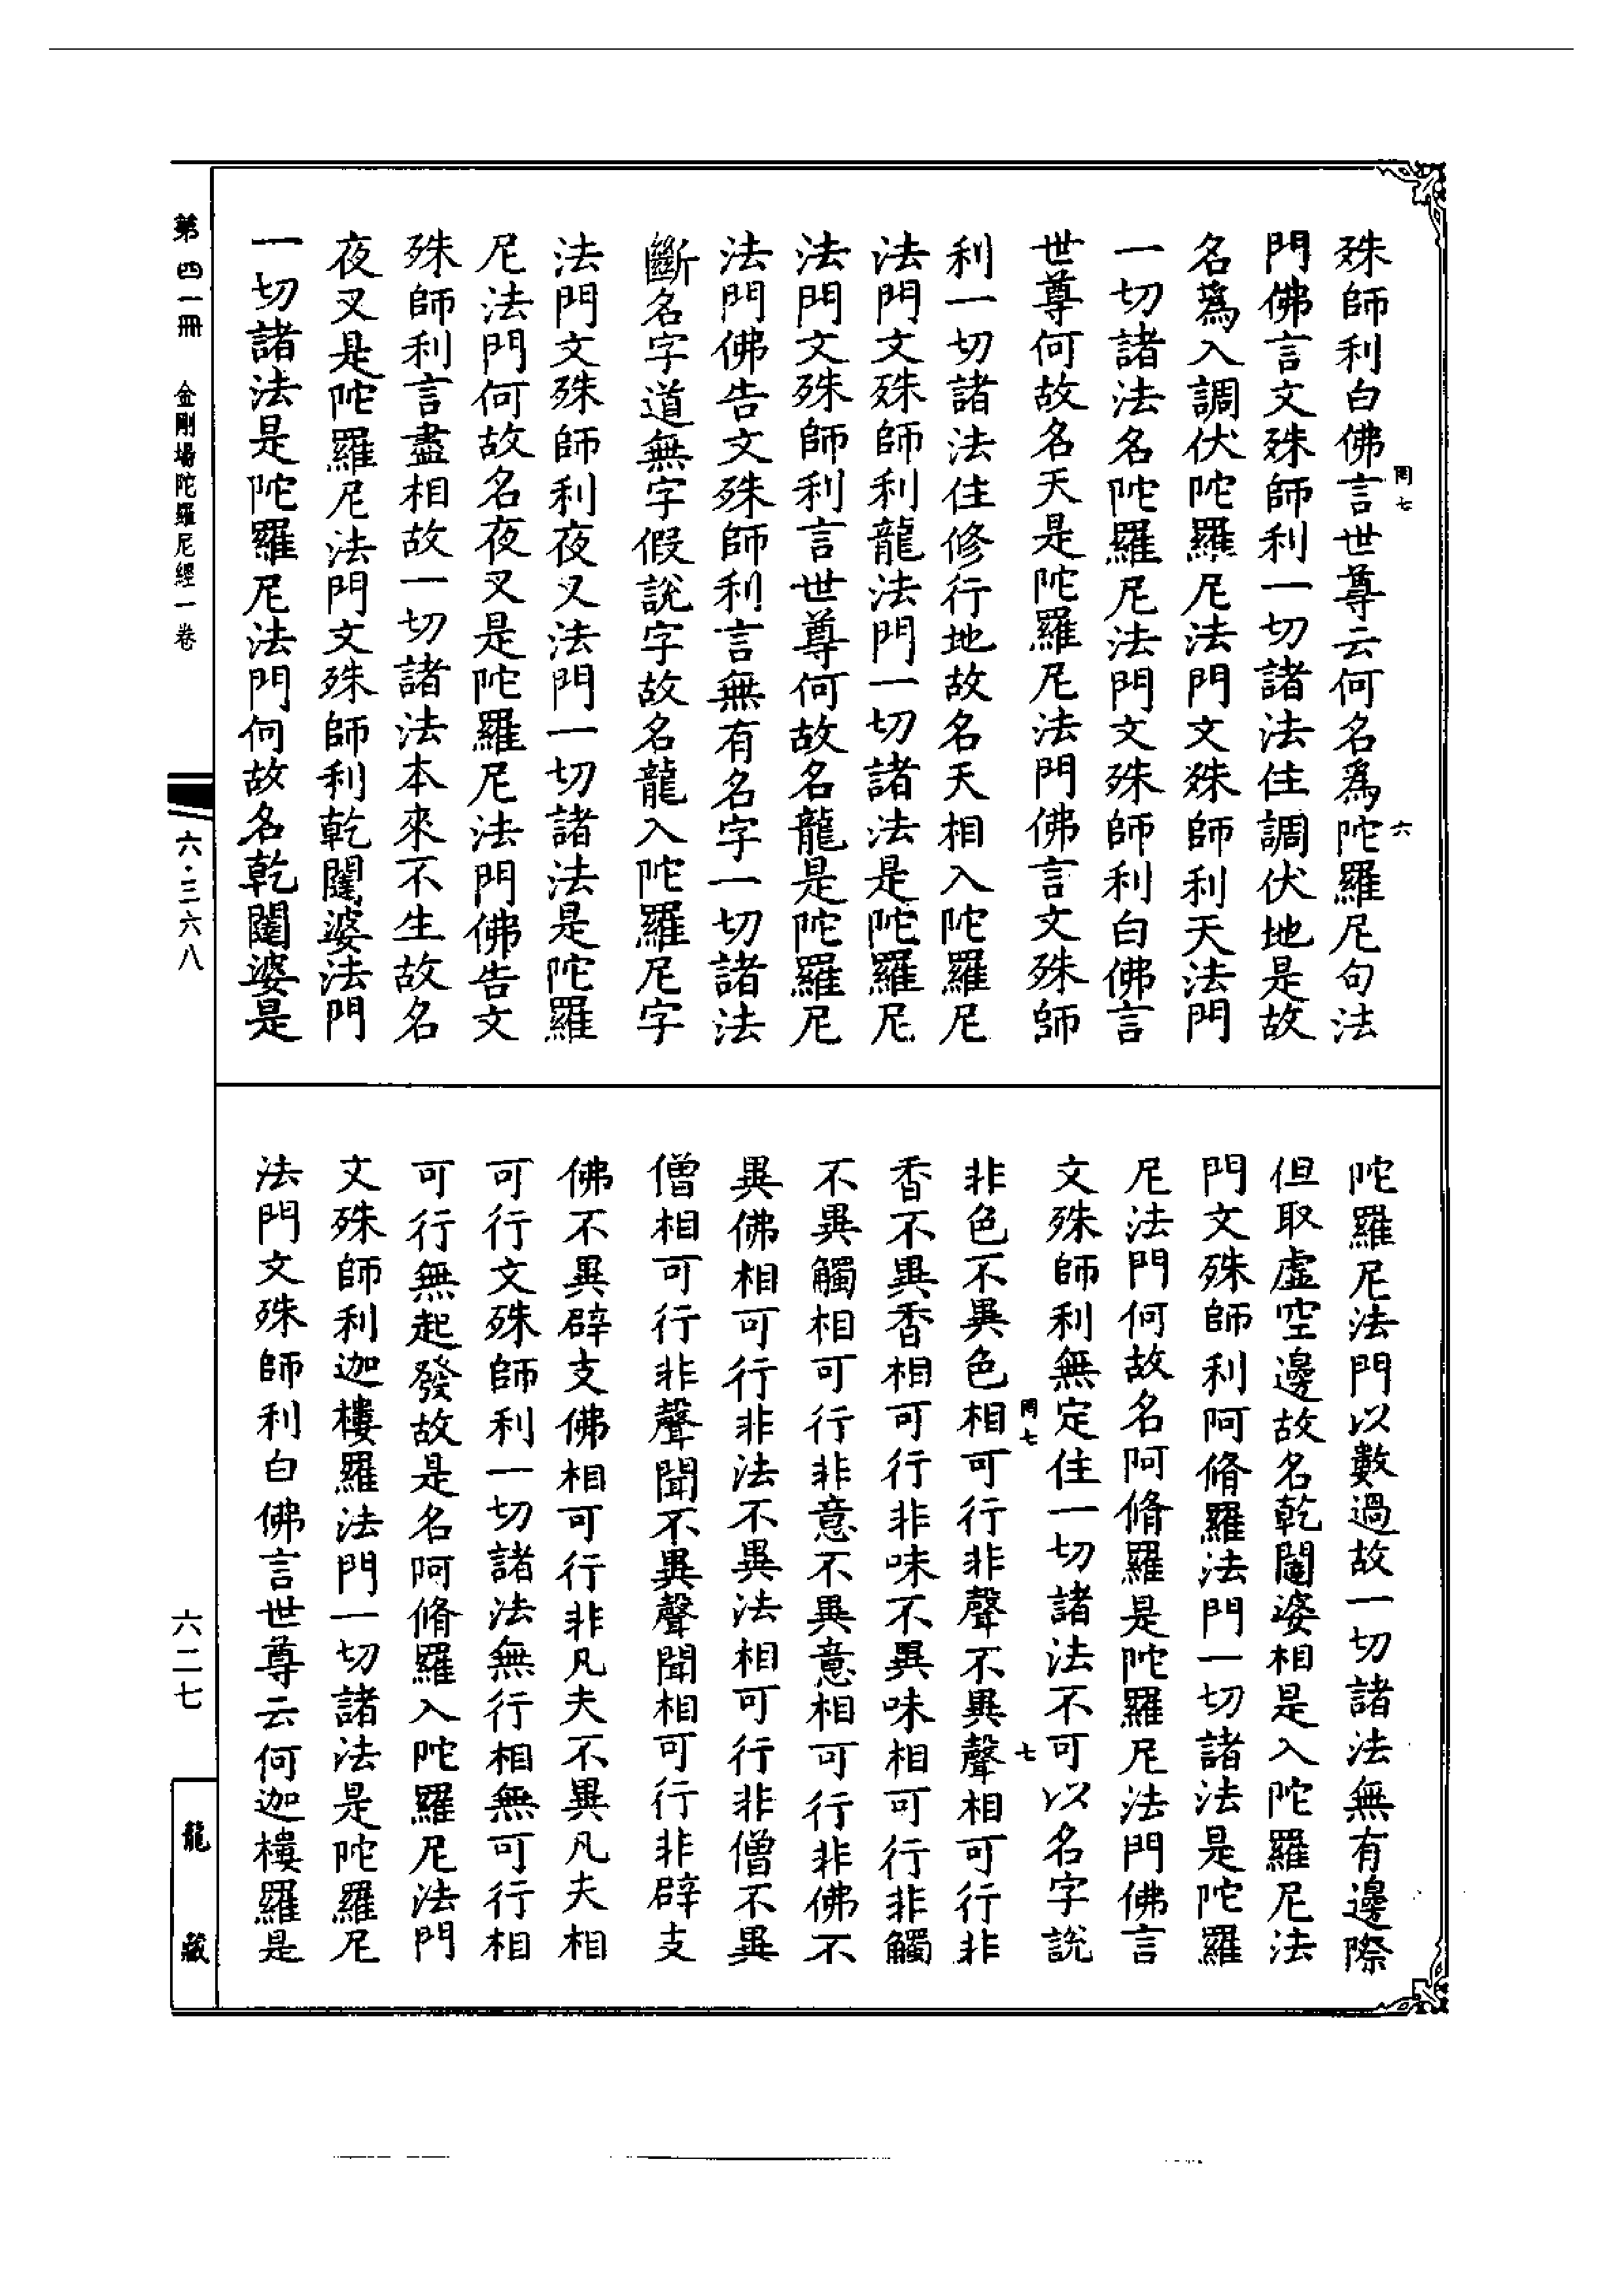 殊師利白佛言世尊云何名爲陀羅尼句法
門佛言文殊師利一切諸法住調伏地是故
名爲入調伏陀羅尼法門文殊師利天法門
一切諸法名陀羅尼法門文殊師利白佛言
世尊何故名天是陀羅尼法門佛言文殊師
利一切諸法住修行地故名天相入陀羅尼
法門文殊師利龍法門一切諸法是陀羅尼
法門文殊師利言世尊何故名龍是陀羅尼
法門佛告文殊師利言無有名字一切諸法
斷名字道無字假說字故名龍入陀羅尼字
法門文殊師利夜叉法門一切諸法是陀羅
尼法門何故名夜叉是陀羅尼法門佛告文
殊師利言盡相故一切諸法本來不生故名
夜叉是陀羅尼法門文殊師利乾闥婆法門
一切諸法是陀羅尼法門何故名乾闥婆是
罔七
六
陀羅尼法門以數過故一切諸法無有邊際
但取虛空邊故名乾闥婆相是入陀羅尼法
門文殊師利阿脩羅法門一切諸法是陀羅
尼法門何故名阿脩羅是陀羅尼法門佛言
文殊師利無定住一切諸法不可以名字說
罔七
七
非色不異色相可行非聲不異聲相可行非
香不異香相可行非味不異味相可行非觸
不異觸相可行非意不異意相可行非佛不
異佛相可行非法不異法相可行非僧不異
僧相可行非聲聞不異聲聞相可行非辟支
佛不異辟支佛相可行非凡夫不異凡夫相
可行文殊師利一切諸法無行相無可行相
可行無起發故是名阿脩羅入陀羅尼法門
文殊師利迦樓羅法門一切諸法是陀羅尼
法門文殊師利白佛言世尊云何迦樓羅是
第四一冊 金剛場陀羅尼經一卷
六·三六八
六二七
龍藏